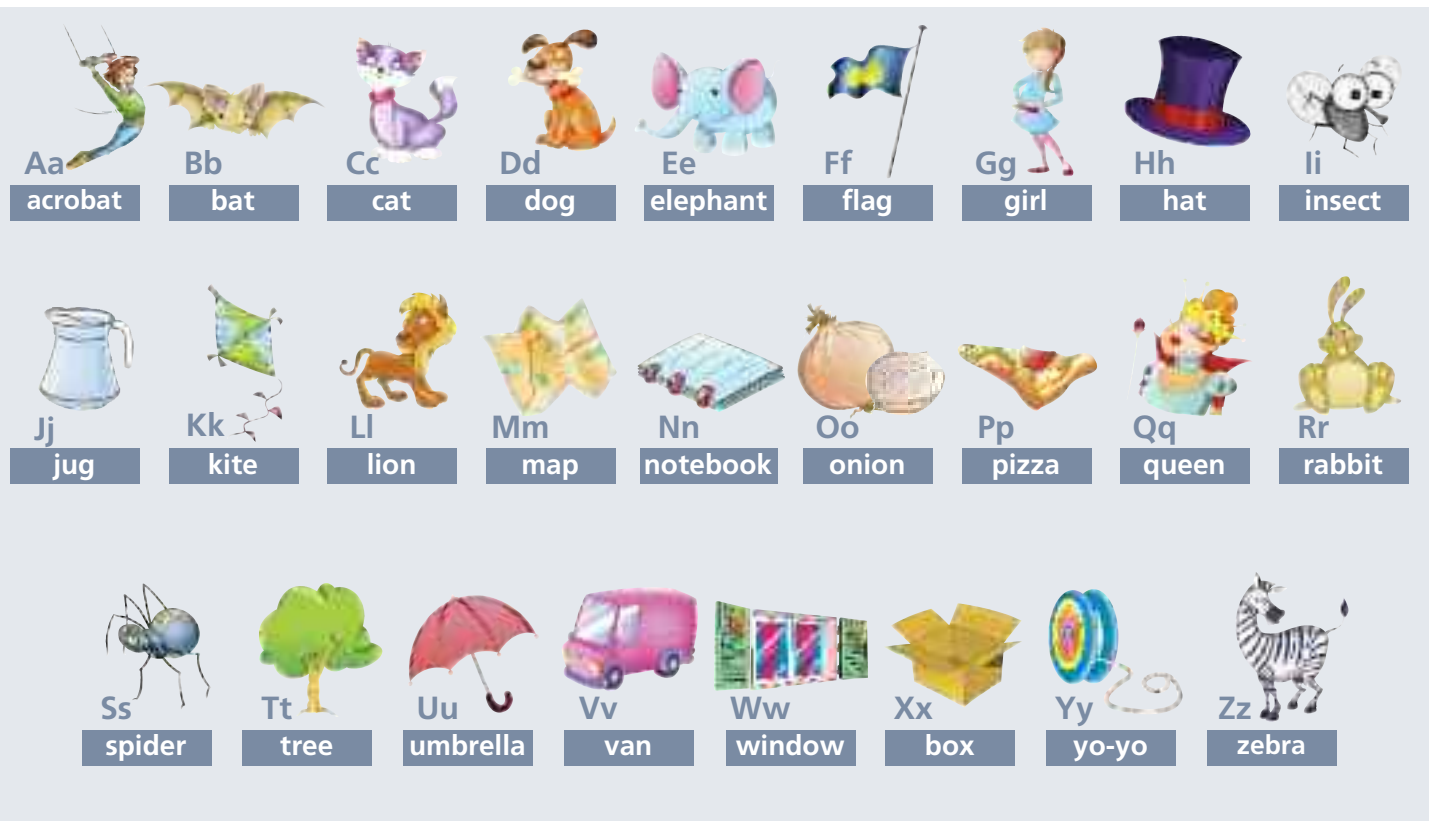 Aa Bb Cc Dd Ee Ff Gg Hh Ii
acrobat bat cat dog elephant flag girl hat insect
Jj Kk Ll Mm Nn Oo Pp Qq Rr
jug kite lion map notebook onion pizza queen rabbit
Ss Tt Uu Vv Ww Xx Yy Zz
spider tree umbrella van window box yo-yo zebra